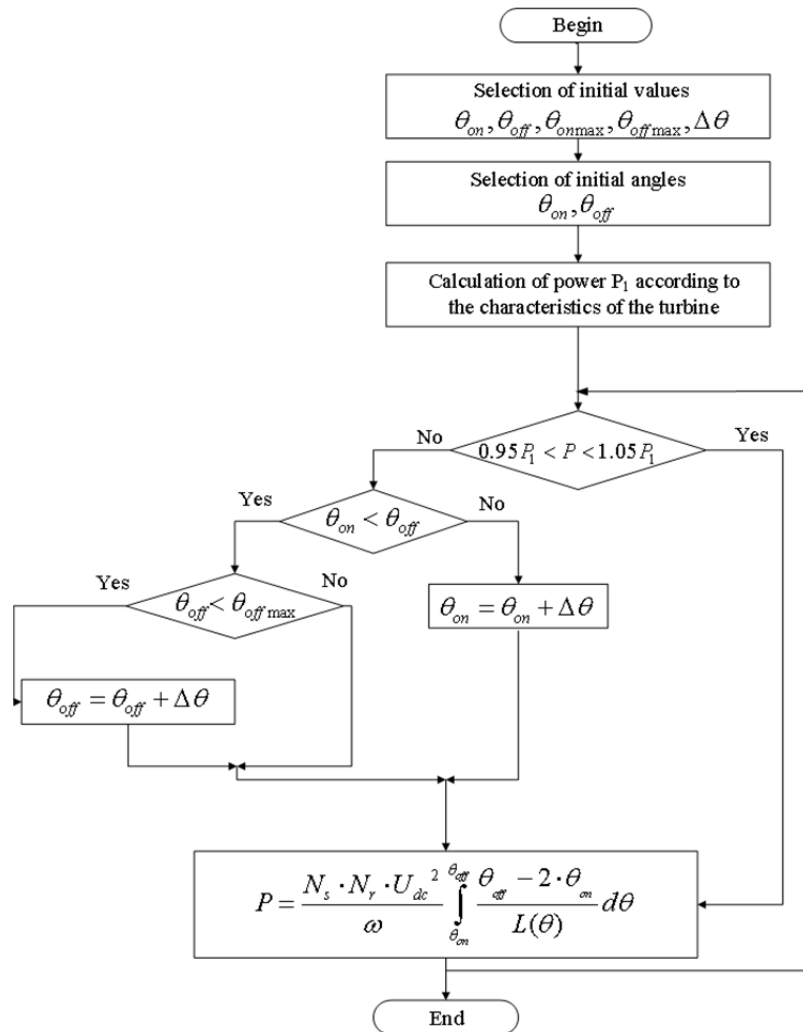 Begin
Selection of initial values
θon, θoff, θonmax, θoffmax, Δθ
Selection of initial angles
θon, θoff
Calculation of power P₁ according to
the characteristics of the turbine
No
0.95P₁ < P < 1.05P₁
Yes
Yes
θon < θoff
No
Yes
θoff < θoff max
No
θon = θon + Δθ
θoff = θoff + Δθ
P = Ns · Nr · Udc² / ω ∫θon^θoff (θoff − 2 · θon) / L(θ) dθ
End